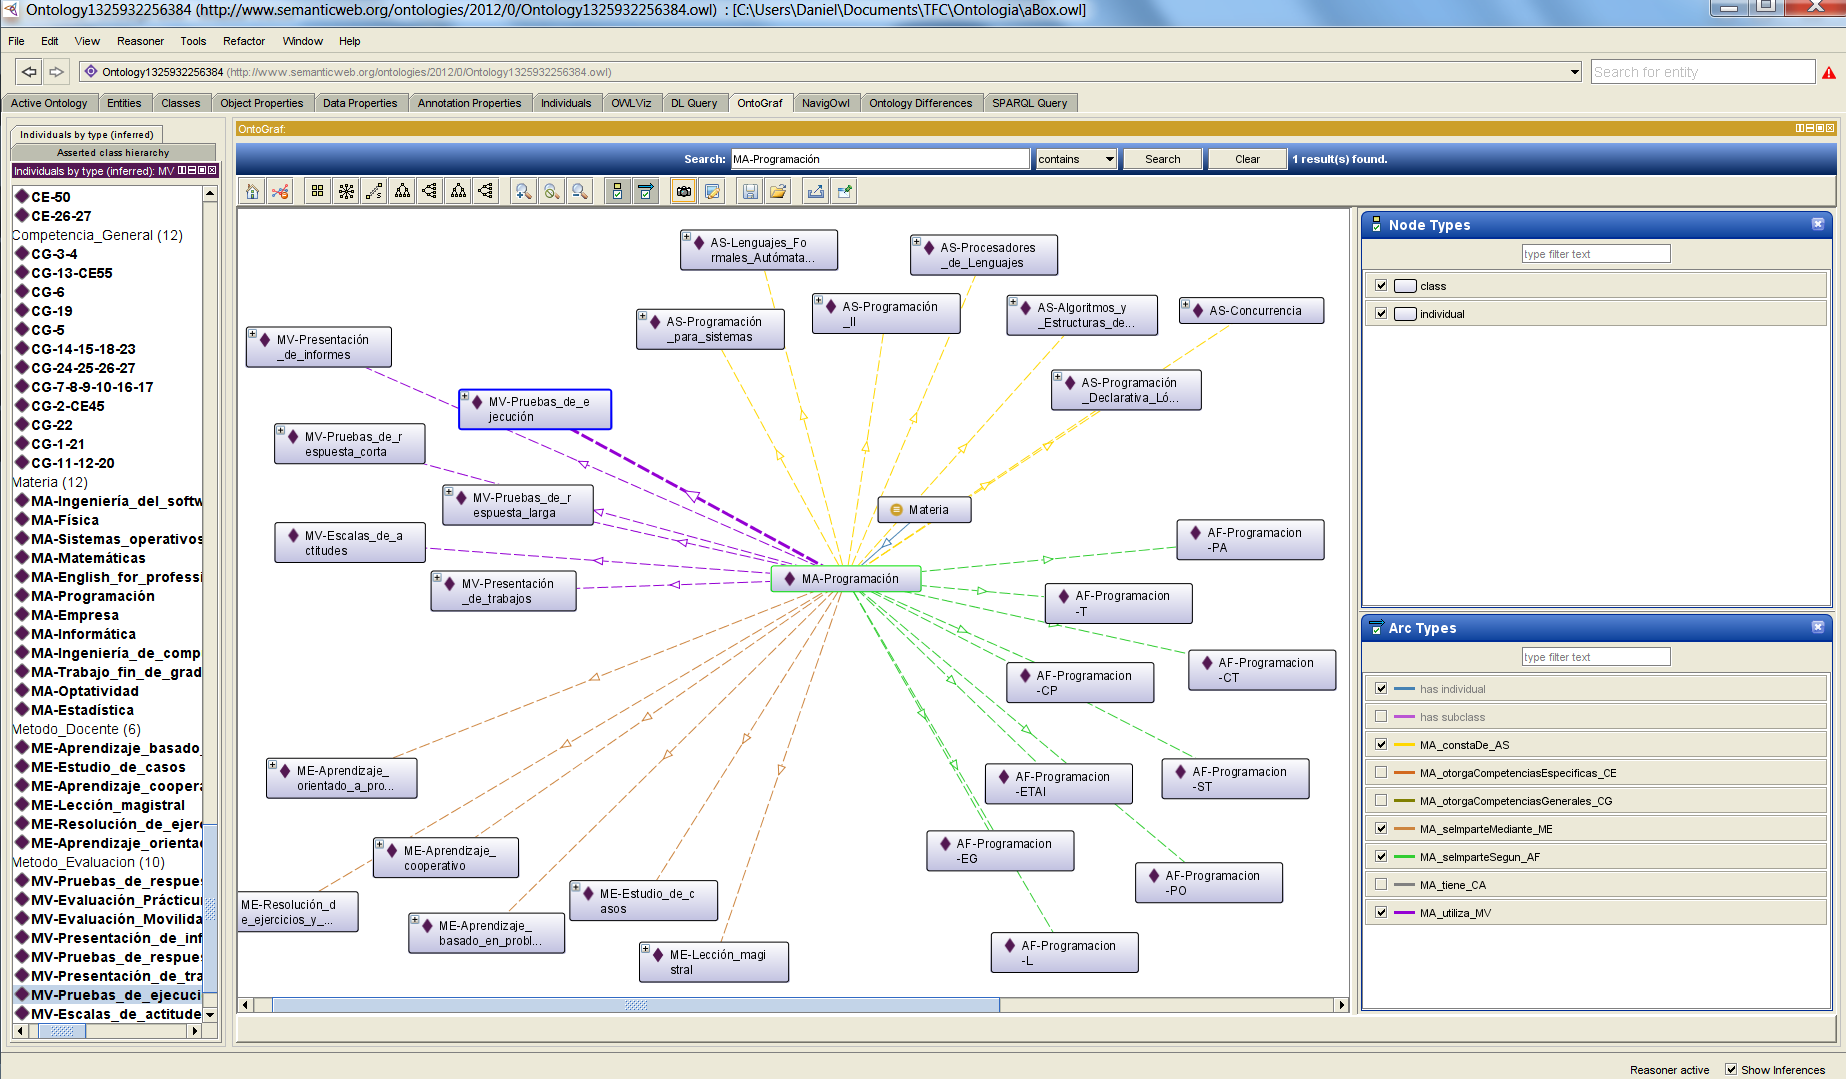 Ontology1325932256384 (http://www.semanticweb.org/ontologies/2012/0/Ontology1325932256384.owl) : [C:\Users\Daniel\Documents\TFC\Ontologia\aBox.owl]
File Edit View Reasoner Tools Refactor Window Help
Ontology1325932256384 (http://www.semanticweb.org/ontologies/2012/0/Ontology1325932256384.owl)
Search for entity
Active Ontology Entities Classes Object Properties Data Properties Annotation Properties Individuals OWLViz DL Query OntoGraf NavigOwl Ontology Differences SPARQL Query
Individuals by type (inferred)
Asserted class hierarchy
Individuals by type (inferred): MV
CE-50
CE-26-27
Competencia_General (12)
CG-3-4
CG-13-CE55
CG-6
CG-19
CG-5
CG-14-15-18-23
CG-24-25-26-27
CG-7-8-9-10-16-17
CG-2-CE45
CG-22
CG-1-21
CG-11-12-20
Materia (12)
MA-Ingeniería_del_softw
MA-Física
MA-Sistemas_operativos
MA-Matemáticas
MA-English_for_professi
MA-Programación
MA-Empresa
MA-Informática
MA-Ingeniería_de_comp
MA-Trabajo_fin_de_grad
MA-Optatividad
MA-Estadística
Metodo_Docente (6)
ME-Aprendizaje_basado_
ME-Estudio_de_casos
ME-Aprendizaje_coopera
ME-Lección_magistral
ME-Resolución_de_ejerc
ME-Aprendizaje_orientad
Metodo_Evaluacion (10)
MV-Pruebas_de_respues
MV-Evaluación_Prácticum
MV-Evaluación_Movilida
MV-Presentación_de_inf
MV-Pruebas_de_respues
MV-Presentación_de_tra
MV-Pruebas_de_ejecuci
MV-Escalas_de_actitude
OntoGraf:
Search: MA-Programación contains Search Clear 1 result(s) found.
AS-Lenguajes_Fo
rmales_Autómata...
AS-Procesadores
_de_Lenguajes
AS-Programación
_para_sistemas
AS-Programación
_II
AS-Algoritmos_y
_Estructuras_de...
AS-Concurrencia
AS-Programación
_Declarativa_Ló...
MV-Presentación
_de_informes
MV-Pruebas_de_e
jecución
MV-Pruebas_de_r
espuesta_corta
MV-Pruebas_de_r
espuesta_larga
MV-Escalas_de_a
ctitudes
MV-Presentación
_de_trabajos
Materia
MA-Programación
AF-Programacion
-PA
AF-Programacion
-T
AF-Programacion
-CT
AF-Programacion
-CP
AF-Programacion
-ETAI
AF-Programacion
-ST
AF-Programacion
-EG
AF-Programacion
-PO
AF-Programacion
-L
ME-Aprendizaje_
orientado_a_pro...
ME-Aprendizaje_
cooperativo
ME-Resolución_d
e_ejercicios_y_...
ME-Aprendizaje_
basado_en_probl...
ME-Estudio_de_c
asos
ME-Lección_magi
stral
Node Types
type filter text
class
individual
Arc Types
type filter text
has individual
has subclass
MA_constaDe_AS
MA_otorgaCompetenciasEspecificas_CE
MA_otorgaCompetenciasGenerales_CG
MA_seImparteMediante_ME
MA_seImparteSegun_AF
MA_tiene_CA
MA_utiliza_MV
Reasoner active Show Inferences